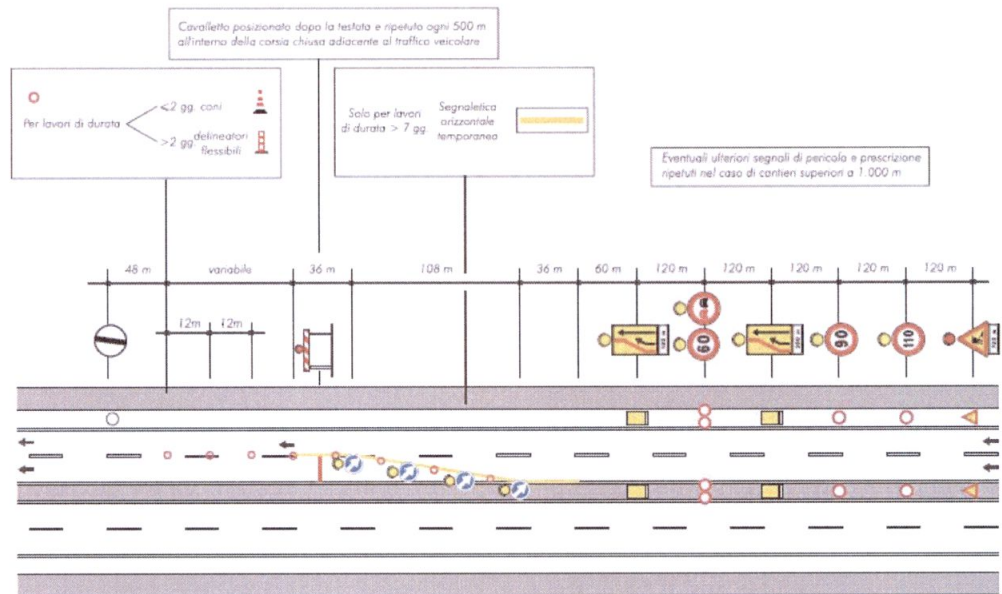 Cavalletto posizionato dopo la testata e ripetuto ogni 500 m
all'interno della corsia chiusa adiacente al traffico veicolare
Per lavori di durata
<2 gg. coni
>2 gg. delineatori
flessibili
Solo per lavori
di durata > 7 gg.
Segnaletica
orizzontale
temporanea
Eventuali ulteriori segnali di pericolo e prescrizione
ripetuti nel caso di cantieri superiori a 1.000 m
48 m
variabile
36 m
108 m
36 m
60 m
120 m
120 m
120 m
120 m
120 m
12m
12m
60
90
110